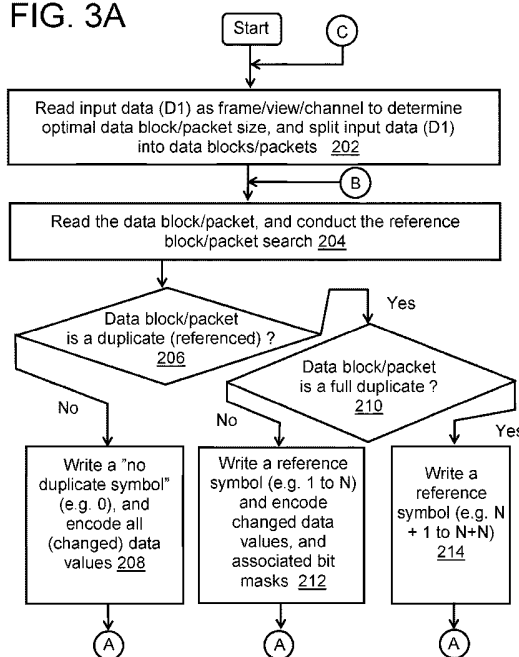 FIG. 3A
Start
C
Read input data (D1) as frame/view/channel to determine
optimal data block/packet size, and split input data (D1)
into data blocks/packets 202
B
Read the data block/packet, and conduct the reference
block/packet search 204
Yes
Data block/packet
is a duplicate (referenced) ?
206
Data block/packet
is a full duplicate ?
210
No
No
Yes
Write a "no
duplicate symbol"
(e.g. 0), and
encode all
(changed) data
values 208
Write a reference
symbol (e.g. 1 to N)
and encode
changed data
values, and
associated bit
masks 212
Write a
reference
symbol (e.g. N
+ 1 to N+N)
214
A
A
A